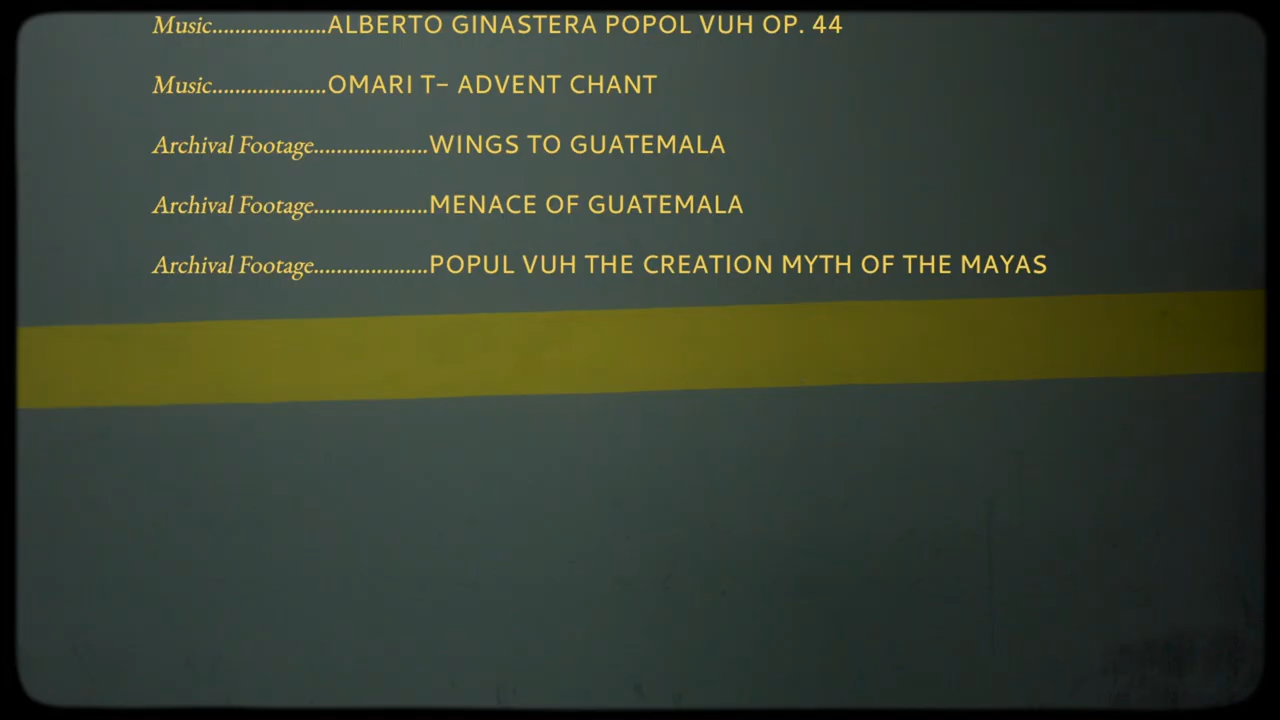 Music....................ALBERTO GINASTERA POPOL VUH OP. 44
Music....................OMARI T– ADVENT CHANT
Archival Footage....................WINGS TO GUATEMALA
Archival Footage....................MENACE OF GUATEMALA
Archival Footage....................POPUL VUH THE CREATION MYTH OF THE MAYAS